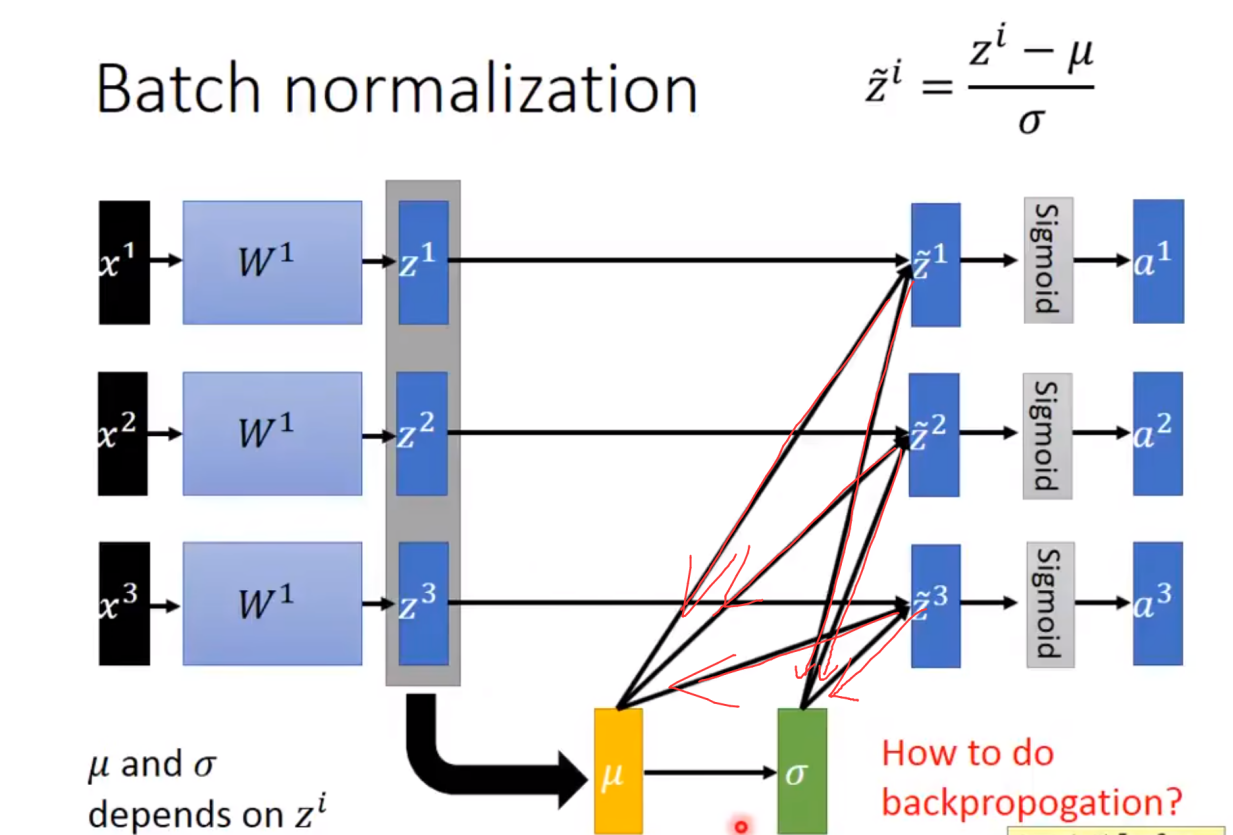 Batch normalization
z̃ⁱ = (zⁱ − μ) / σ
x¹ W¹ z¹ z̃¹ Sigmoid a¹
x² W¹ z² z̃² Sigmoid a²
x³ W¹ z³ z̃³ Sigmoid a³
μ σ
μ and σ
depends on zⁱ
How to do
backpropogation?